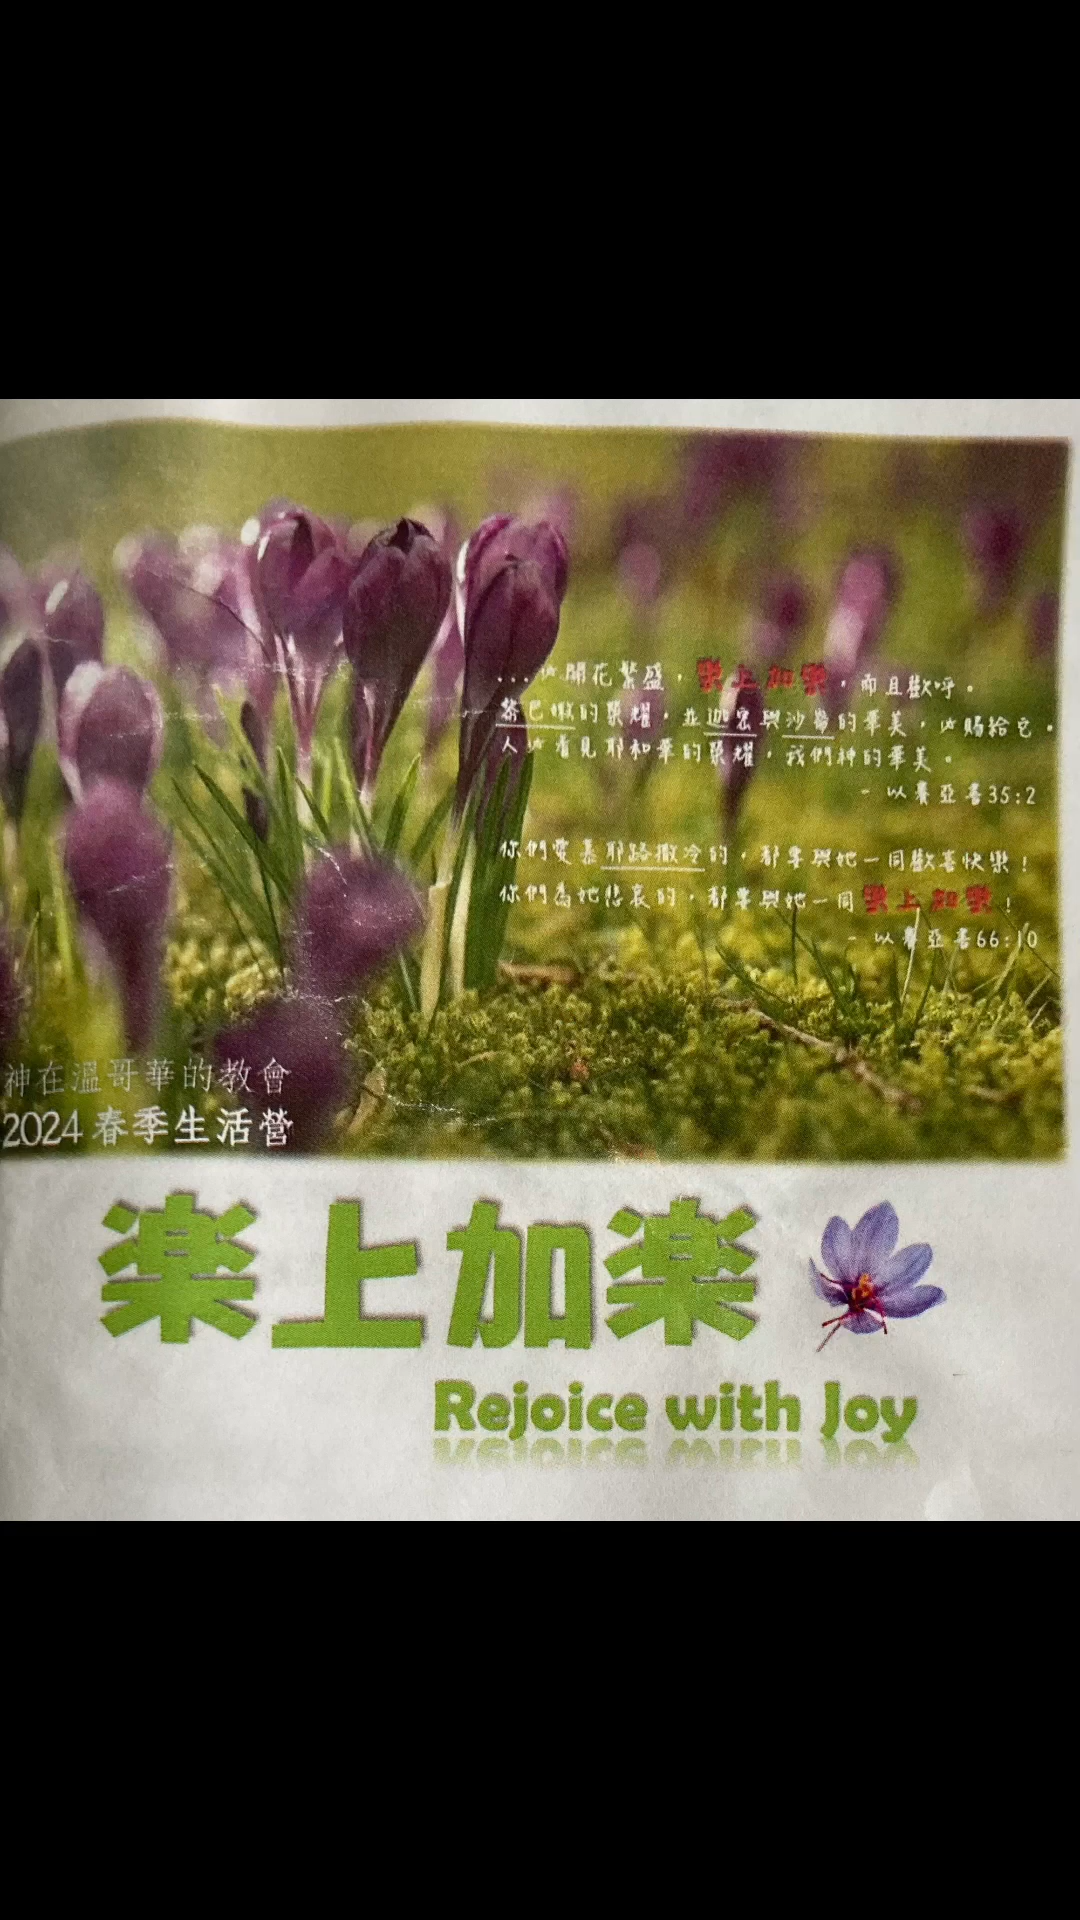 ...必開花繁盛，樂上加樂，而且歡呼。
黎巴嫩的榮耀，並迦密與沙崙的華美，必賜給它。
人必看見耶和華的榮耀，我們神的華美。
- 以賽亞書35:2
你們愛慕耶路撒冷的，都要與她一同歡喜快樂！
你們為她悲哀的，都要與她一同樂上加樂！
- 以賽亞書66:10
神在溫哥華的教會
2024 春季生活營
楽上加楽
Rejoice with Joy